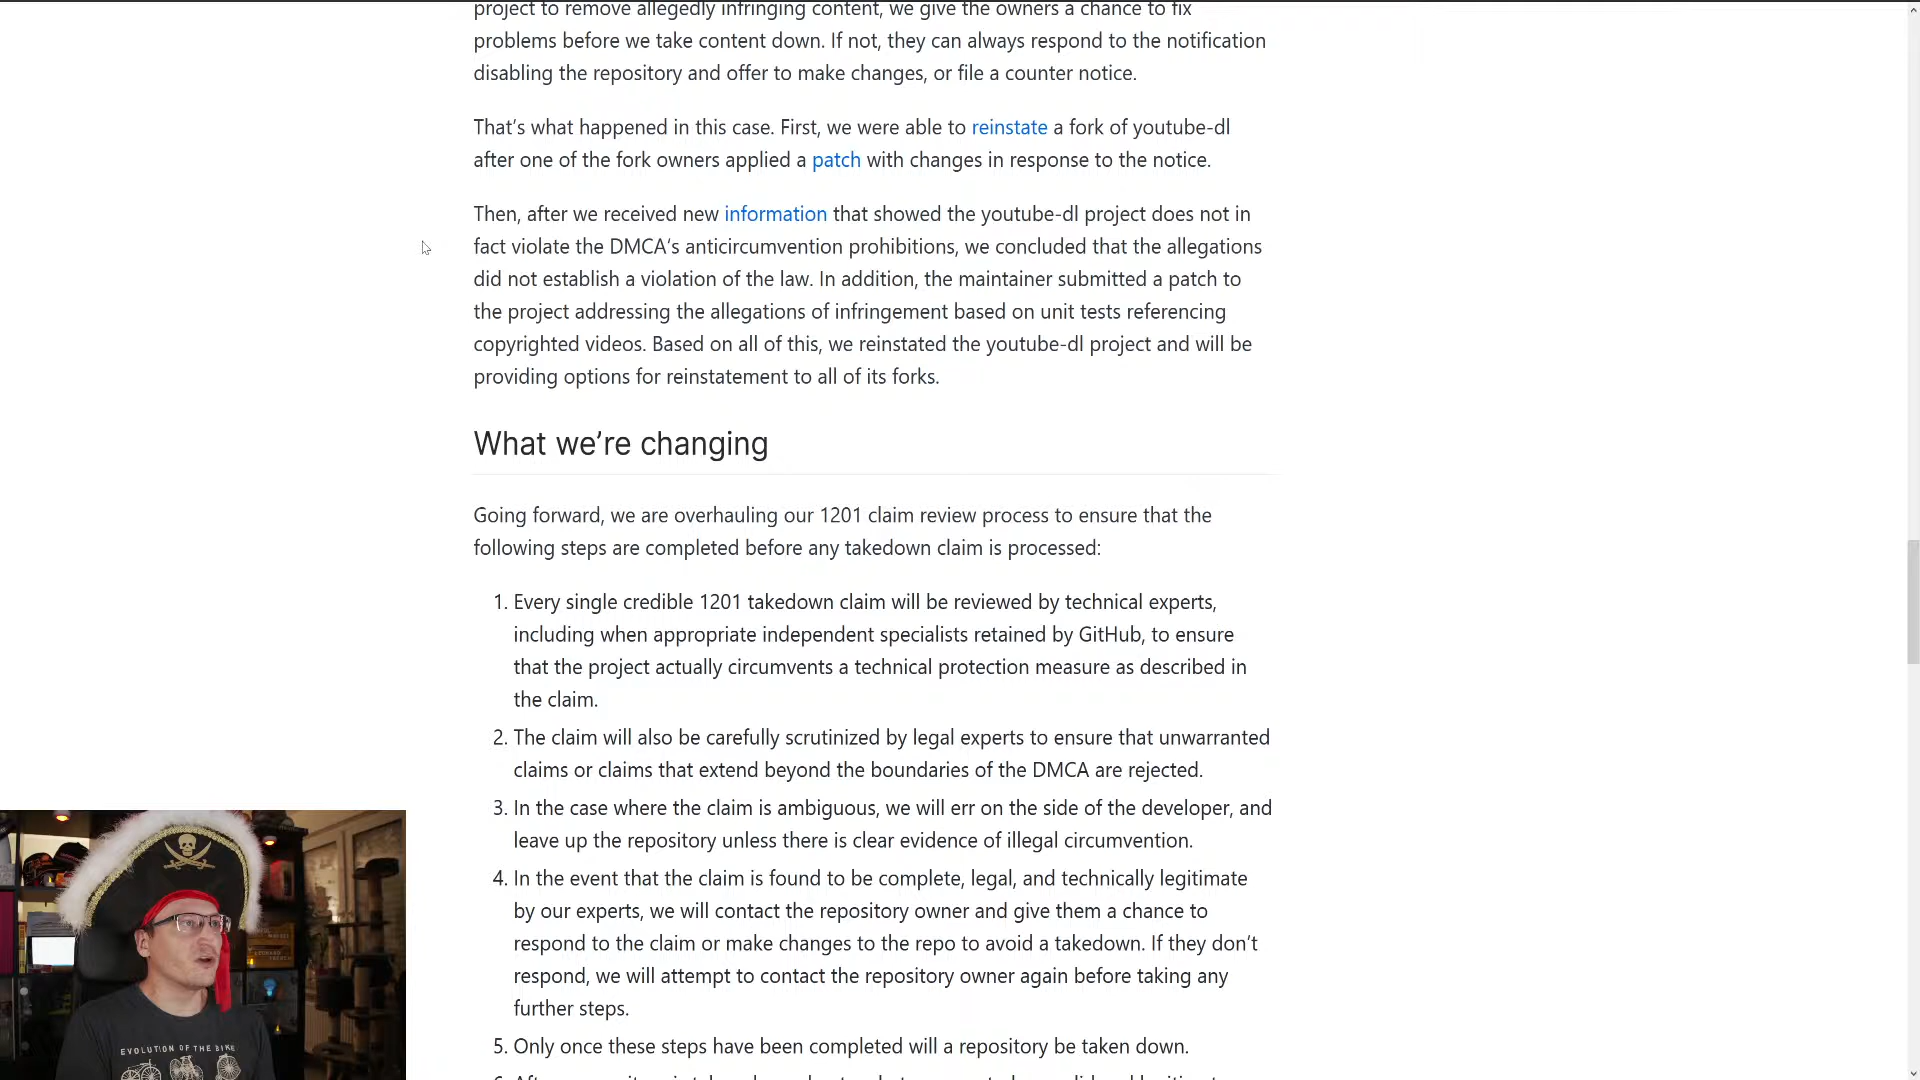 project to remove allegedly infringing content, we give the owners a chance to fix
problems before we take content down. If not, they can always respond to the notification
disabling the repository and offer to make changes, or file a counter notice.
That’s what happened in this case. First, we were able to reinstate a fork of youtube-dl
after one of the fork owners applied a patch with changes in response to the notice.
Then, after we received new information that showed the youtube-dl project does not in
fact violate the DMCA’s anticircumvention prohibitions, we concluded that the allegations
did not establish a violation of the law. In addition, the maintainer submitted a patch to
the project addressing the allegations of infringement based on unit tests referencing
copyrighted videos. Based on all of this, we reinstated the youtube-dl project and will be
providing options for reinstatement to all of its forks.
What we’re changing
Going forward, we are overhauling our 1201 claim review process to ensure that the
following steps are completed before any takedown claim is processed:
1. Every single credible 1201 takedown claim will be reviewed by technical experts,
including when appropriate independent specialists retained by GitHub, to ensure
that the project actually circumvents a technical protection measure as described in
the claim.
2. The claim will also be carefully scrutinized by legal experts to ensure that unwarranted
claims or claims that extend beyond the boundaries of the DMCA are rejected.
3. In the case where the claim is ambiguous, we will err on the side of the developer, and
leave up the repository unless there is clear evidence of illegal circumvention.
4. In the event that the claim is found to be complete, legal, and technically legitimate
by our experts, we will contact the repository owner and give them a chance to
respond to the claim or make changes to the repo to avoid a takedown. If they don’t
respond, we will attempt to contact the repository owner again before taking any
further steps.
5. Only once these steps have been completed will a repository be taken down.
EVOLUTION OF THE BIKE